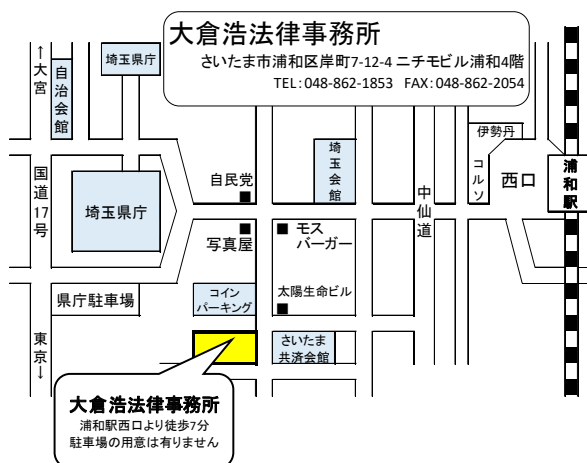 大倉浩法律事務所
さいたま市浦和区岸町7-12-4 ニチモビル浦和4階
TEL:048-862-1853 FAX:048-862-2054
↑大宮
自治会館
埼玉県庁
国道17号
埼玉県庁
自民党
埼玉会館
中仙道
伊勢丹
コルソ
西口
浦和駅
写真屋
モス
バーガー
県庁駐車場
コイン
パーキング
太陽生命ビル
東京↓
さいたま
共済会館
大倉浩法律事務所
浦和駅西口より徒歩7分
駐車場の用意は有りません